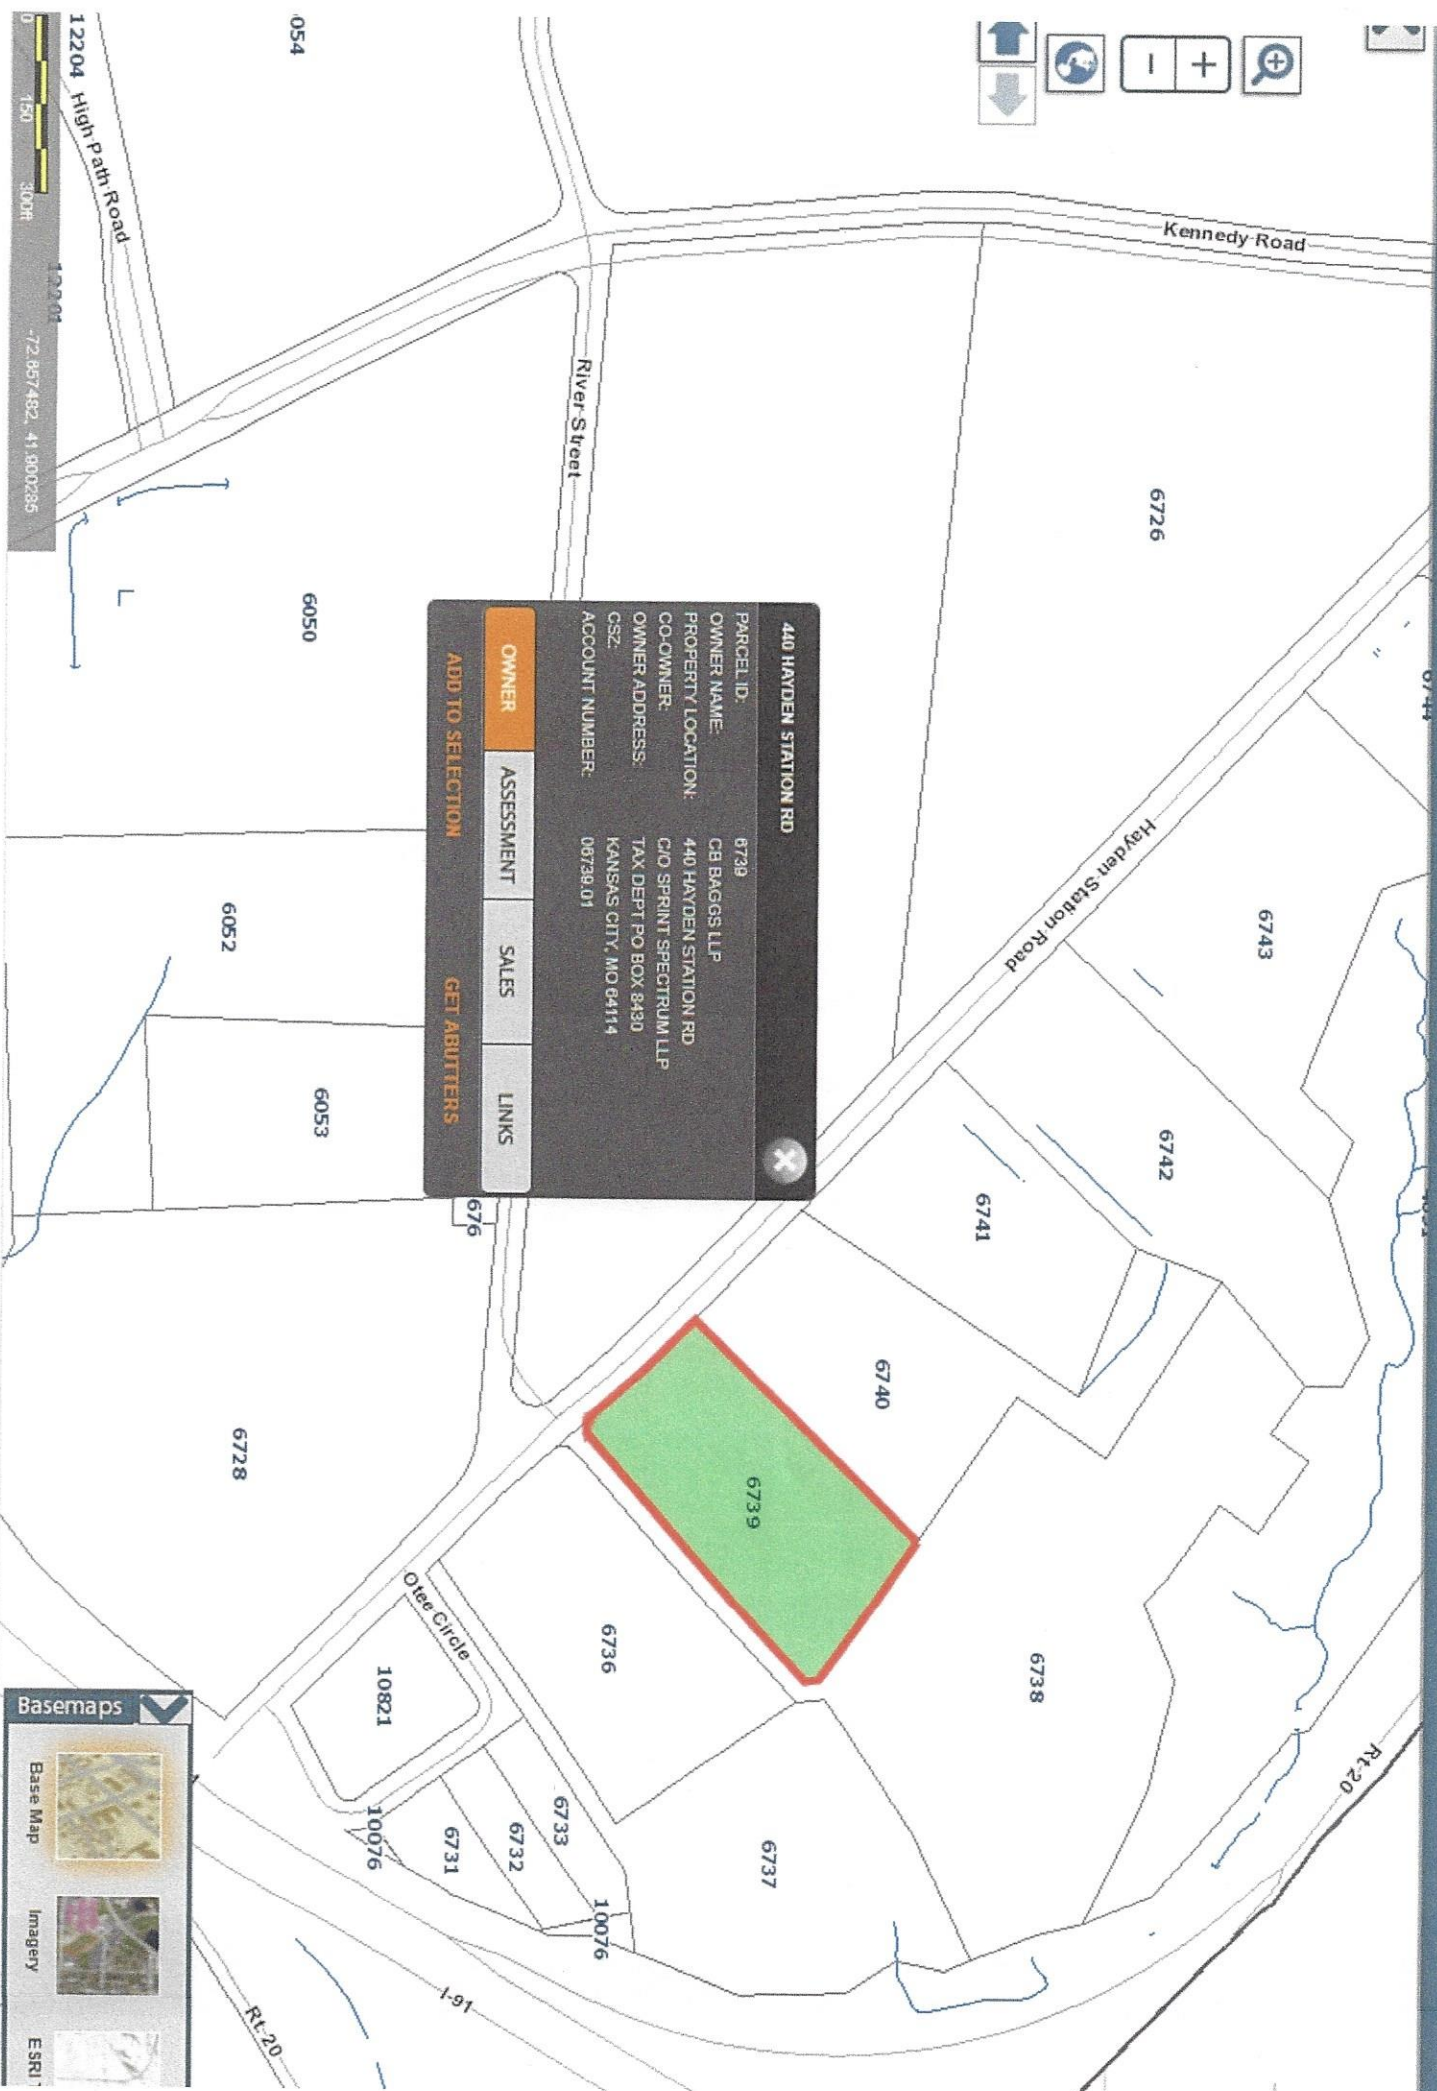 440 HAYDEN STATION RD
PARCEL ID: 6739
OWNER NAME: CB BAGGS LLP
PROPERTY LOCATION: 440 HAYDEN STATION RD
CO-OWNER: C/O SPRINT SPECTRUM LLP
OWNER ADDRESS: TAX DEPT PO BOX 8430
CSZ: KANSAS CITY, MO 64114
ACCOUNT NUMBER: 06739.01
OWNER ASSESSMENT SALES LINKS
ADD TO SELECTION GET ABUTTERS
Kennedy Road
6726
Hayden Station Road
6743
6742
6741
6740
6739
6738
Rt-20
River Street
054
12204
High Path Road
12201
6050
6052
6053
676
6728
6736
Otee Circle
10821
10076
6731
6732
6733
10076
6737
I-91
Rt-20
0 150 300ft
-72.657482, 41.900285
Basemaps
Base Map
Imagery
ESRI